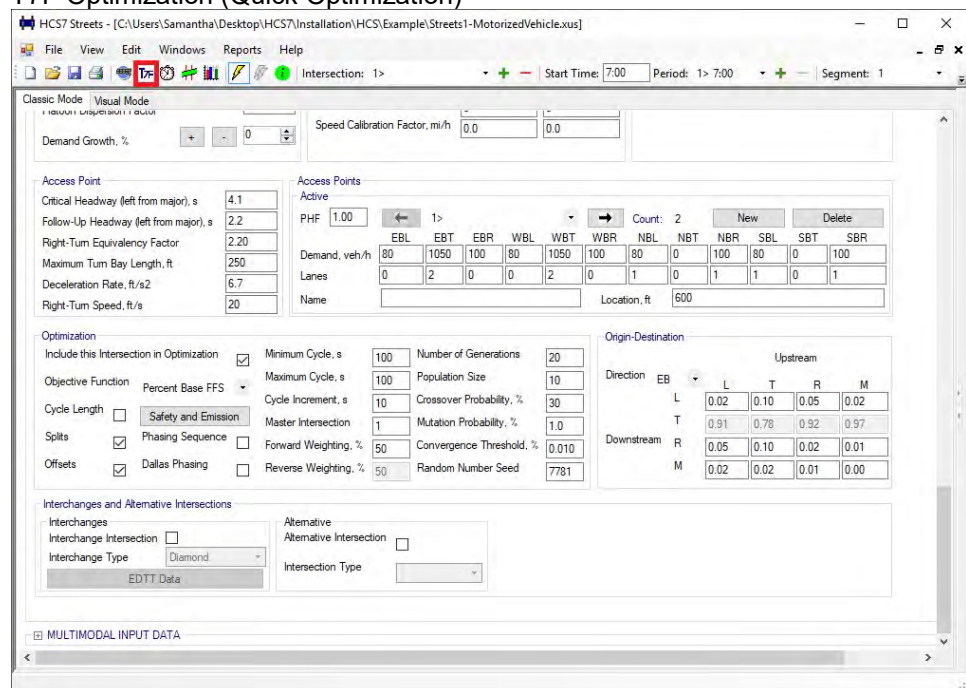 T7F Optimization (Quick Optimization)
HCS7 Streets - [C:\Users\Samantha\Desktop\HCS7\Installation\HCS\Example\Streets1-MotorizedVehicle.xus]
File View Edit Windows Reports Help
T7F Intersection: 1> Start Time: 7:00 Period: 1> 7:00 Segment: 1
Classic Mode Visual Mode
Platoon Dispersion Factor
Demand Growth, % + - 0 Speed Calibration Factor, mi/h 0.0 0.0
Access Point Access Points
Critical Headway (left from major), s 4.1 Active
Follow-Up Headway (left from major), s 2.2 PHF 1.00 1> Count: 2 New Delete
Right-Turn Equivalency Factor 2.20 EBL EBT EBR WBL WBT WBR NBL NBT NBR SBL SBT SBR
Maximum Turn Bay Length, ft 250 Demand, veh/h 80 1050 100 80 1050 100 80 0 100 80 0 100
Deceleration Rate, ft/s2 6.7 Lanes 0 2 0 0 2 0 1 0 1 1 0 1
Right-Turn Speed, ft/s 20 Name Location, ft 600
Optimization Origin-Destination
Include this Intersection in Optimization Minimum Cycle, s 100 Number of Generations 20 Upstream
Objective Function Percent Base FFS Maximum Cycle, s 100 Population Size 10 Direction EB L T R M
Cycle Length Safety and Emission Cycle Increment, s 10 Crossover Probability, % 30 L 0.02 0.10 0.05 0.02
Master Intersection 1 Mutation Probability, % 1.0 T 0.91 0.78 0.92 0.97
Splits Phasing Sequence Forward Weighting, % 50 Convergence Threshold, % 0.010 Downstream R 0.05 0.10 0.02 0.01
Offsets Dallas Phasing Reverse Weighting, % 50 Random Number Seed 7781 M 0.02 0.02 0.01 0.00
Interchanges and Alternative Intersections
Interchanges Alternative
Interchange Intersection Alternative Intersection
Interchange Type Diamond Intersection Type
EDTT Data
MULTIMODAL INPUT DATA